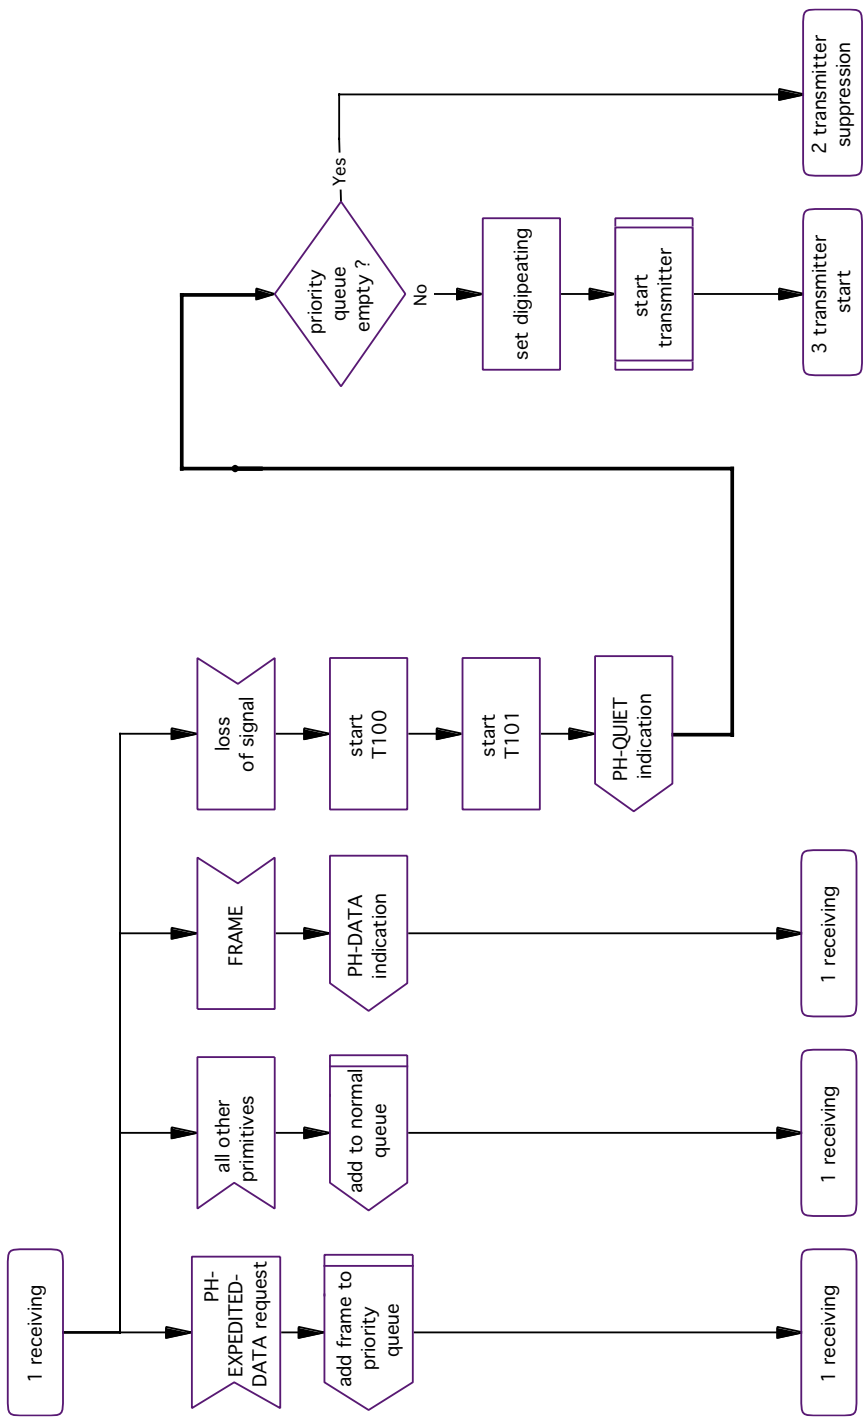 1 receiving
PH-
EXPEDITED-
DATA request
add frame to
priority
queue
1 receiving
all other
primitives
add to normal
queue
1 receiving
FRAME
PH-DATA
indication
1 receiving
loss
of signal
start
T100
start
T101
PH-QUIET
indication
priority
queue
empty ?
No
set digipeating
start
transmitter
3 transmitter
start
Yes
2 transmitter
suppression